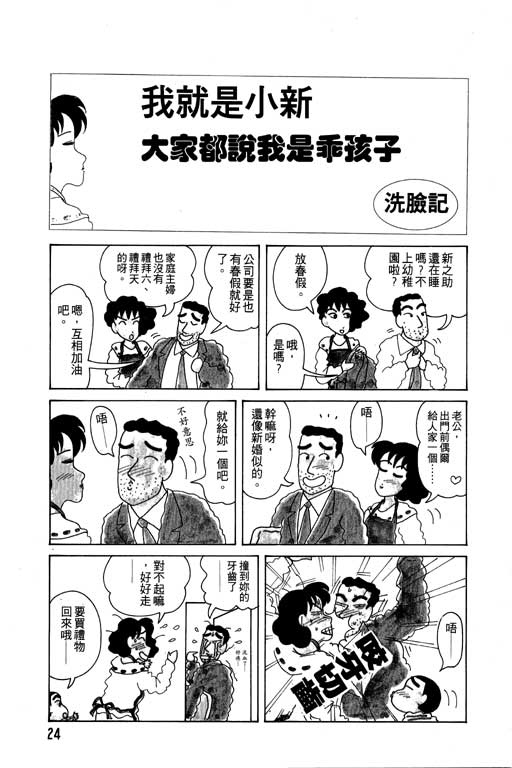 我就是小新
大家都說我是乖孩子
洗臉記
新之助
還在睡
嗎？不
上幼稚
園啦？
放春假。
哦，
是嗎？
公司要是也
有春假就好
了。
家庭主婦
也沒有
禮拜六、
禮拜天
的呀。
嗯，互相加油
吧。
老公，
出門前偶爾
給人家一個…
唔
幹嘛呀，
還像新婚似的
就給妳一個吧。
不好意思
唔
唔
咬牙切齒
撞到妳的
牙齒了
流血了
對不起嘛
，好好走
要買禮物
回來哦
24